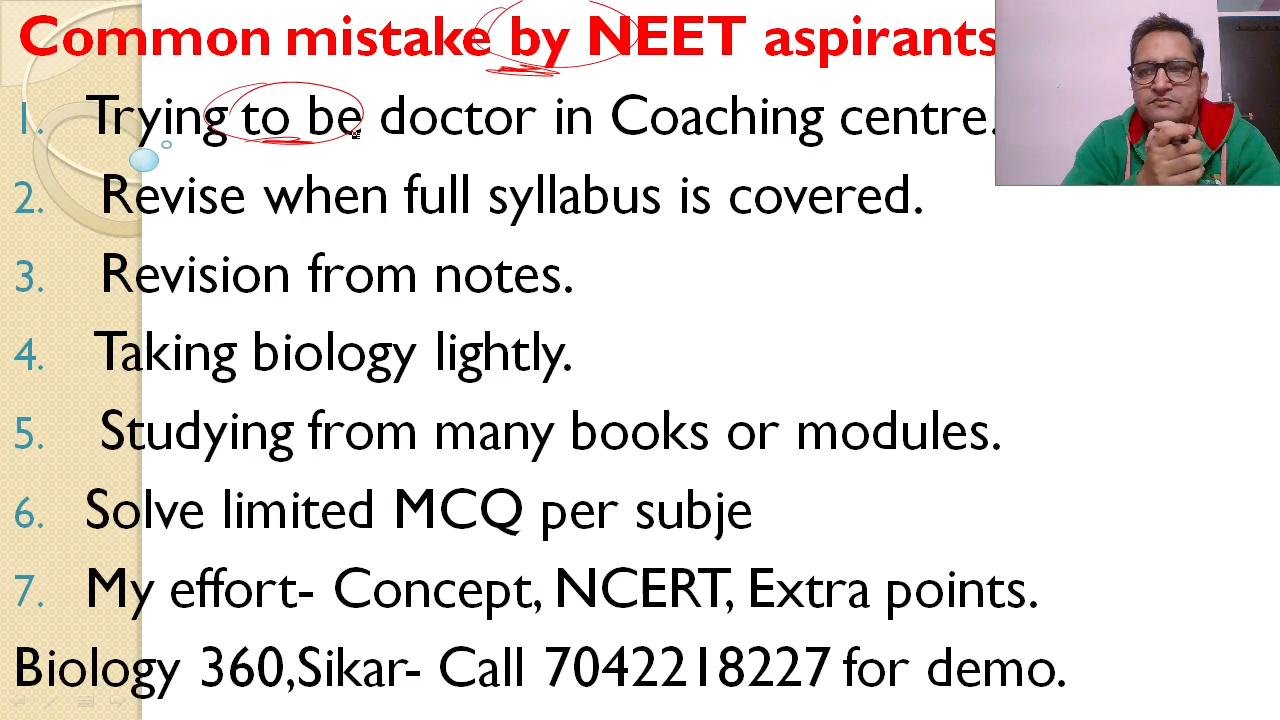 Common mistake by NEET aspirants
1. Trying to be doctor in Coaching centre.
2. Revise when full syllabus is covered.
3. Revision from notes.
4. Taking biology lightly.
5. Studying from many books or modules.
6. Solve limited MCQ per subje
7. My effort- Concept, NCERT, Extra points.
Biology 360,Sikar- Call 7042218227 for demo.